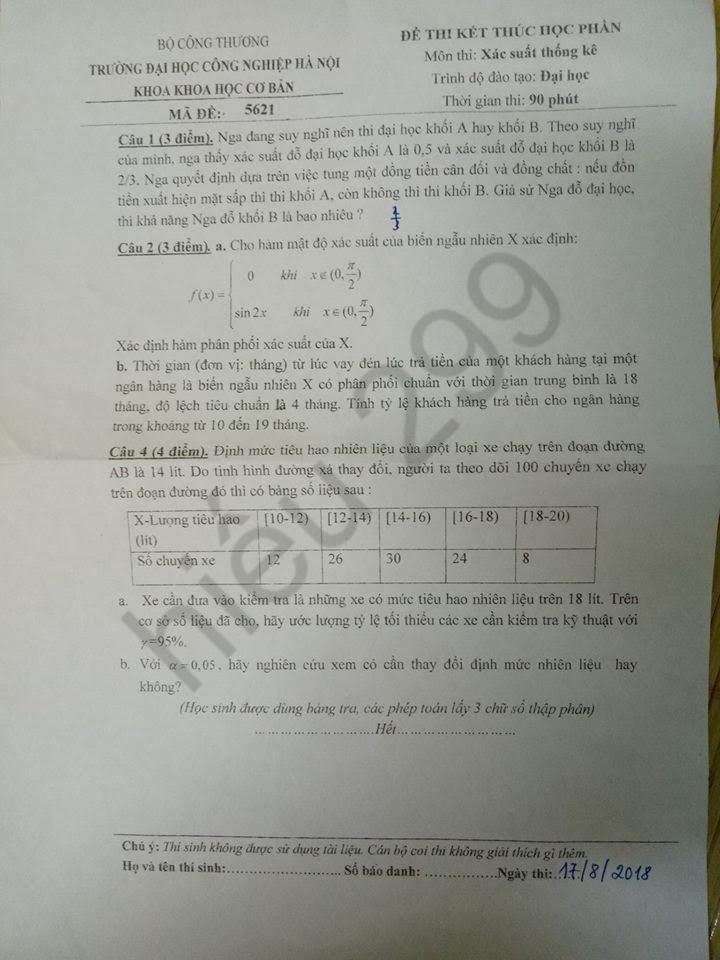 BỘ CÔNG THƯƠNG
TRƯỜNG ĐẠI HỌC CÔNG NGHIỆP HÀ NỘI
KHOA KHOA HỌC CƠ BẢN
MÃ ĐỀ: 5621
ĐỀ THI KẾT THÚC HỌC PHẦN
Môn thi: Xác suất thống kê
Trình độ đào tạo: Đại học
Thời gian thi: 90 phút
Câu 1 (3 điểm). Nga đang suy nghĩ nên thi đại học khối A hay khối B. Theo suy nghĩ
của mình, nga thấy xác suất đỗ đại học khối A là 0,5 và xác suất đỗ đại học khối B là
2/3. Nga quyết định dựa trên việc tung một đồng tiền cân đối và đồng chất : nếu đồn
tiền xuất hiện mặt sấp thì thi khối A, còn không thì thi khối B. Giả sử Nga đỗ đại học,
thì khả năng Nga đỗ khối B là bao nhiêu ?
Câu 2 (3 điểm). a. Cho hàm mật độ xác suất của biến ngẫu nhiên X xác định:
f(x) = { 0 khi x ∉ (0, π/2)
sin 2x khi x ∈ (0, π/2)
Xác định hàm phân phối xác suất của X.
b. Thời gian (đơn vị: tháng) từ lúc vay đén lúc trả tiền của một khách hàng tại một
ngân hàng là biến ngẫu nhiên X có phân phối chuẩn với thời gian trung bình là 18
tháng, độ lệch tiêu chuẩn là 4 tháng. Tính tỷ lệ khách hàng trả tiền cho ngân hàng
trong khoảng từ 10 đến 19 tháng.
Câu 4 (4 điểm). Định mức tiêu hao nhiên liệu của một loại xe chạy trên đoạn đường
AB là 14 lít. Do tình hình đường xá thay đổi, người ta theo dõi 100 chuyến xe chạy
trên đoạn đường đó thì có bảng số liệu sau :
X-Lượng tiêu hao (lít) [10-12) [12-14) [14-16) [16-18) [18-20)
Số chuyến xe 12 26 30 24 8
a. Xe cần đưa vào kiểm tra là những xe có mức tiêu hao nhiên liệu trên 18 lít. Trên
cơ sở số liệu đã cho, hãy ước lượng tỷ lệ tối thiểu các xe cần kiểm tra kỹ thuật với
γ=95%.
b. Với α = 0,05, hãy nghiên cứu xem có cần thay đổi định mức nhiên liệu hay
không?
(Học sinh được dùng bảng tra, các phép toán lấy 3 chữ số thập phân)
........................Hết........................
Chú ý: Thí sinh không được sử dụng tài liệu. Cán bộ coi thi không giải thích gì thêm.
Họ và tên thí sinh:........................ Số báo danh: ...............Ngày thi:..17/8/2018
hiếu 299